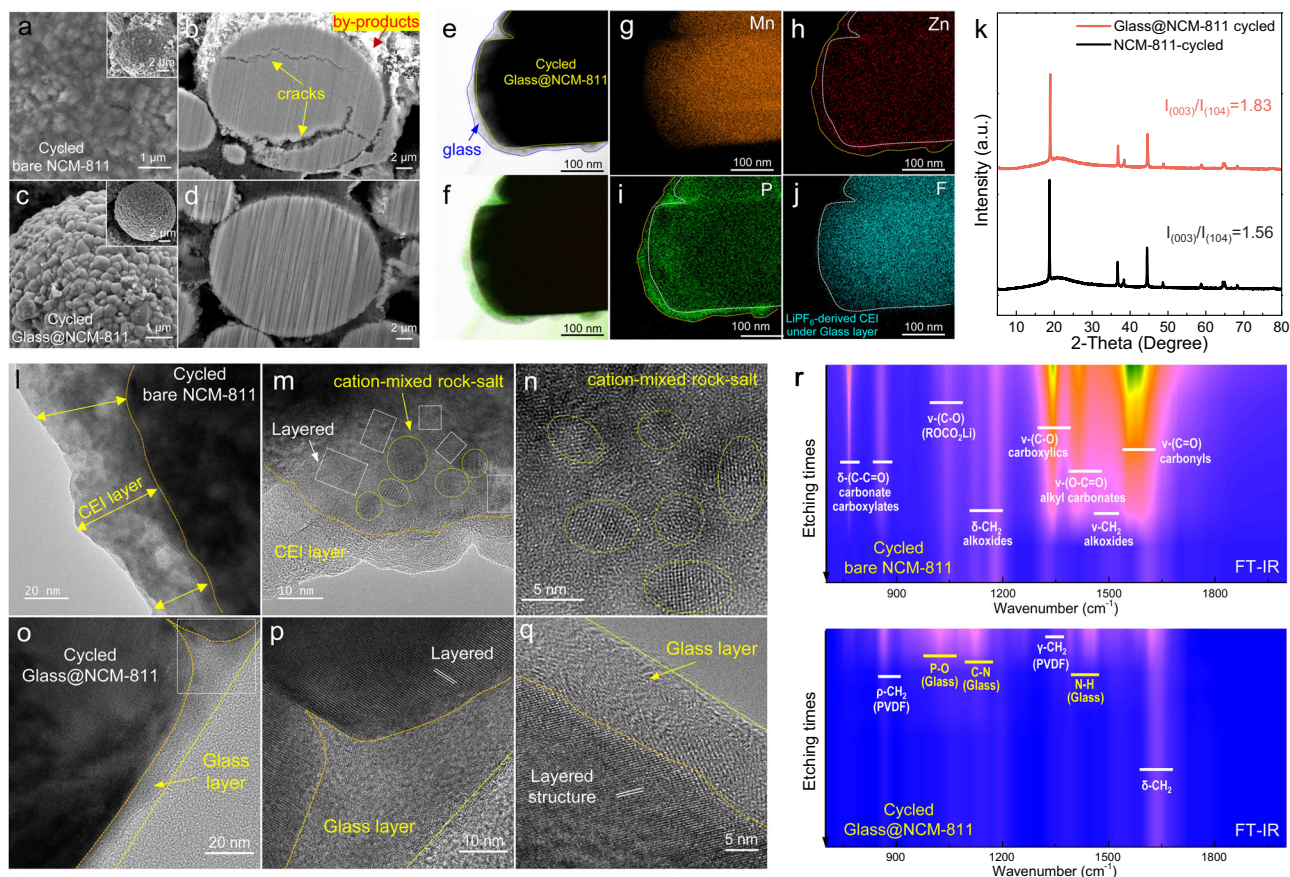 a
2 μm
Cycled
bare NCM-811
1 μm
b
by-products
cracks
2 μm
c
2 μm
Cycled
Glass@NCM-811
1 μm
d
2 μm
e
Cycled
Glass@NCM-811
glass
100 nm
f
100 nm
g
Mn
100 nm
h
Zn
100 nm
i
P
100 nm
j
F
LiPF₆-derived CEI
under Glass layer
100 nm
k
Glass@NCM-811 cycled
NCM-811-cycled
I₍₀₀₃₎/I₍₁₀₄₎=1.83
I₍₀₀₃₎/I₍₁₀₄₎=1.56
Intensity (a.u.)
10 20 30 40 50 60 70 80
2-Theta (Degree)
l
Cycled
bare NCM-811
CEI layer
20 nm
m
cation-mixed rock-salt
Layered
CEI layer
10 nm
n
cation-mixed rock-salt
5 nm
o
Cycled
Glass@NCM-811
Glass
layer
20 nm
p
Layered
Glass layer
10 nm
q
Glass layer
Layered
structure
5 nm
r
Etching times
ν-(C-O)
(ROCO₂Li)
ν-(C-O)
carboxylics
ν-(C=O)
carbonyls
δ-(C-C=O)
carbonate
carboxylates
ν-(O-C=O)
alkyl carbonates
δ-CH₂
alkoxides
ν-CH₂
alkoxides
Cycled
bare NCM-811
FT-IR
900 1200 1500 1800
Wavenumber (cm⁻¹)
Etching times
γ-CH₂
(PVDF)
P-O
(Glass)
C-N
(Glass)
N-H
(Glass)
ρ-CH₂
(PVDF)
δ-CH₂
Cycled
Glass@NCM-811
FT-IR
900 1200 1500 1800
Wavenumber (cm⁻¹)